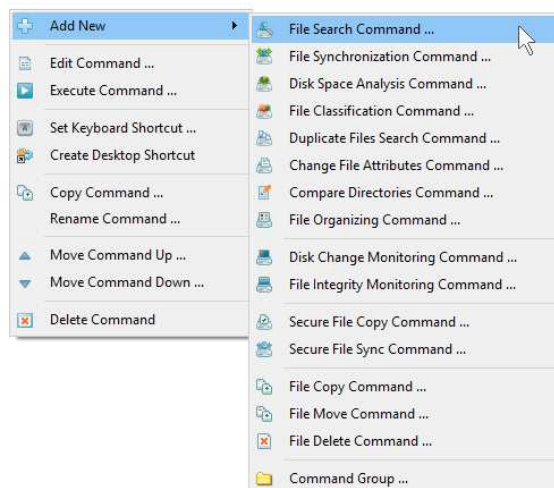 Add New
Edit Command ...
Execute Command ...
Set Keyboard Shortcut ...
Create Desktop Shortcut
Copy Command ...
Rename Command ...
Move Command Up ...
Move Command Down ...
Delete Command
File Search Command ...
File Synchronization Command ...
Disk Space Analysis Command ...
File Classification Command ...
Duplicate Files Search Command ...
Change File Attributes Command ...
Compare Directories Command ...
File Organizing Command ...
Disk Change Monitoring Command ...
File Integrity Monitoring Command ...
Secure File Copy Command ...
Secure File Sync Command ...
File Copy Command ...
File Move Command ...
File Delete Command ...
Command Group ...